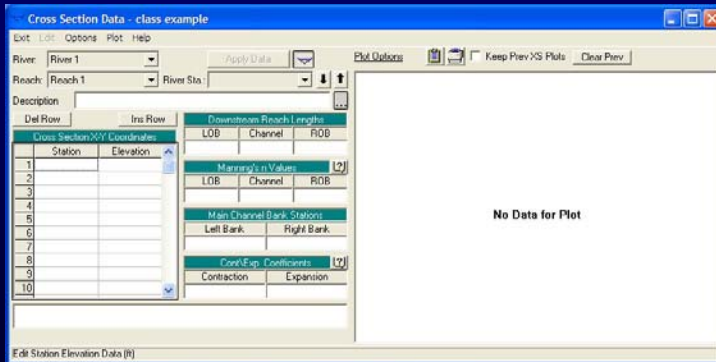 Cross Section Data - class example
Exit Edit Options Plot Help
River: River 1 Apply Data Plot Options Keep Prev XS Plots Clear Prev
Reach: Reach 1 River Sta.:
Description ...
Del Row Ins Row Downstream Reach Lengths
Cross Section X/Y Coordinates LOB Channel ROB
Station Elevation
1
2 Manning's n Values ?
3 LOB Channel ROB
4
5 Main Channel Bank Stations No Data for Plot
6 Left Bank Right Bank
7
8 Cont\Exp. Coefficients ?
9 Contraction Expansion
10
Edit Station Elevation Data (ft)